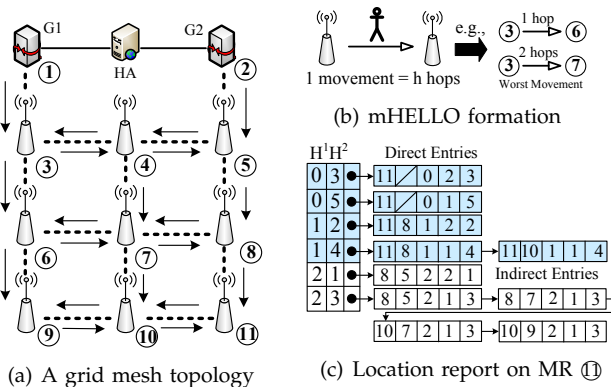 G1
HA
G2
1
2
3
4
5
6
7
8
9
10
11
(a) A grid mesh topology
1 movement = h hops
e.g.,
3 1 hop 6
3 2 hops 7
Worst Movement
(b) mHELLO formation
H¹H² Direct Entries
0 3 11 0 2 3
0 5 11 0 1 5
1 2 11 8 1 2 2
1 4 11 8 1 1 4 11 10 1 1 4
2 1 8 5 2 2 1 Indirect Entries
2 3 8 5 2 1 3 8 7 2 1 3
10 7 2 1 3 10 9 2 1 3
(c) Location report on MR ⑪